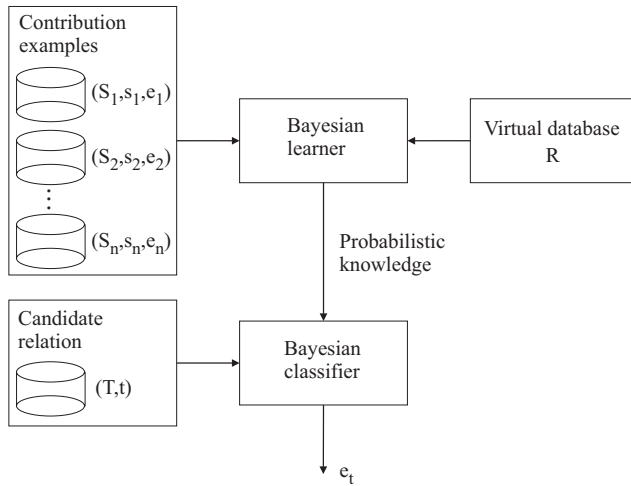 Contribution
examples
(S₁,s₁,e₁)
(S₂,s₂,e₂)
(Sₙ,sₙ,eₙ)
Bayesian
learner
Virtual database
R
Probabilistic
knowledge
Candidate
relation
(T,t)
Bayesian
classifier
eₜ